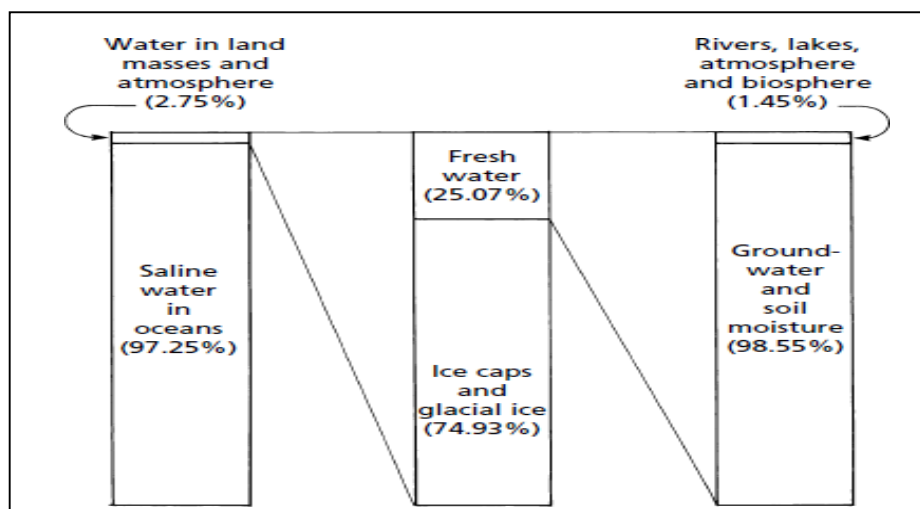 Water in land
masses and
atmosphere
(2.75%)
Rivers, lakes,
atmosphere
and biosphere
(1.45%)
Saline
water
in
oceans
(97.25%)
Fresh
water
(25.07%)
Ice caps
and
glacial ice
(74.93%)
Ground-
water
and
soil
moisture
(98.55%)